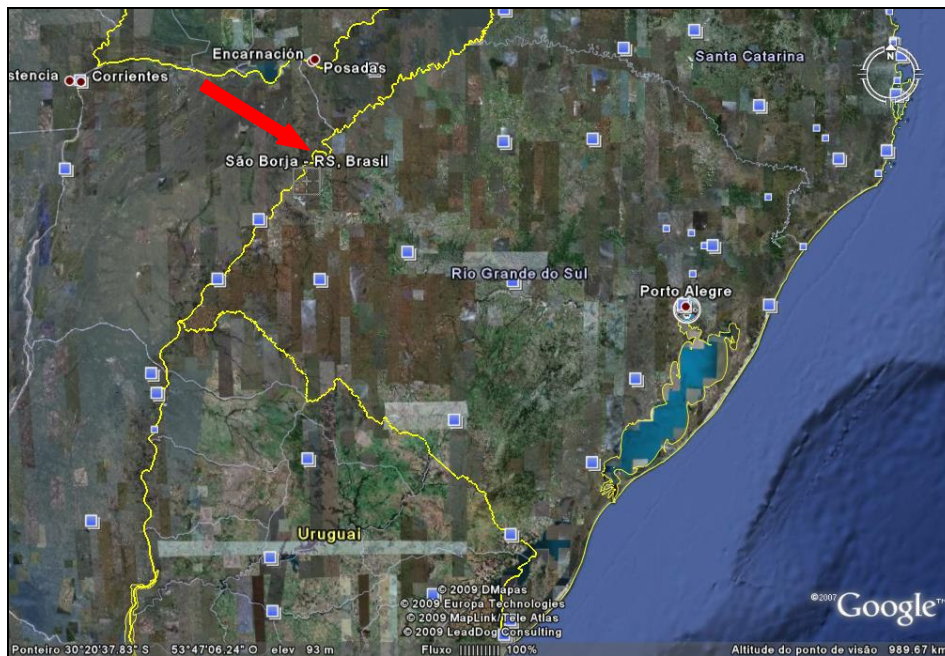 Santa Catarina
N
Encarnación
Posadas
stencia
Corrientes
São Borja - RS, Brasil
Rio Grande do Sul
Porto Alegre
Uruguai
© 2009 DMapas
© 2009 Europa Technologies
© 2009 MapLink/Tele Atlas
© 2009 LeadDog Consulting
©2007 Google™
Ponteiro 30°20'37.83" S 53°47'06.24" O elev 93 m Fluxo |||||||||| 100% Altitude do ponto de visão 989.67 km